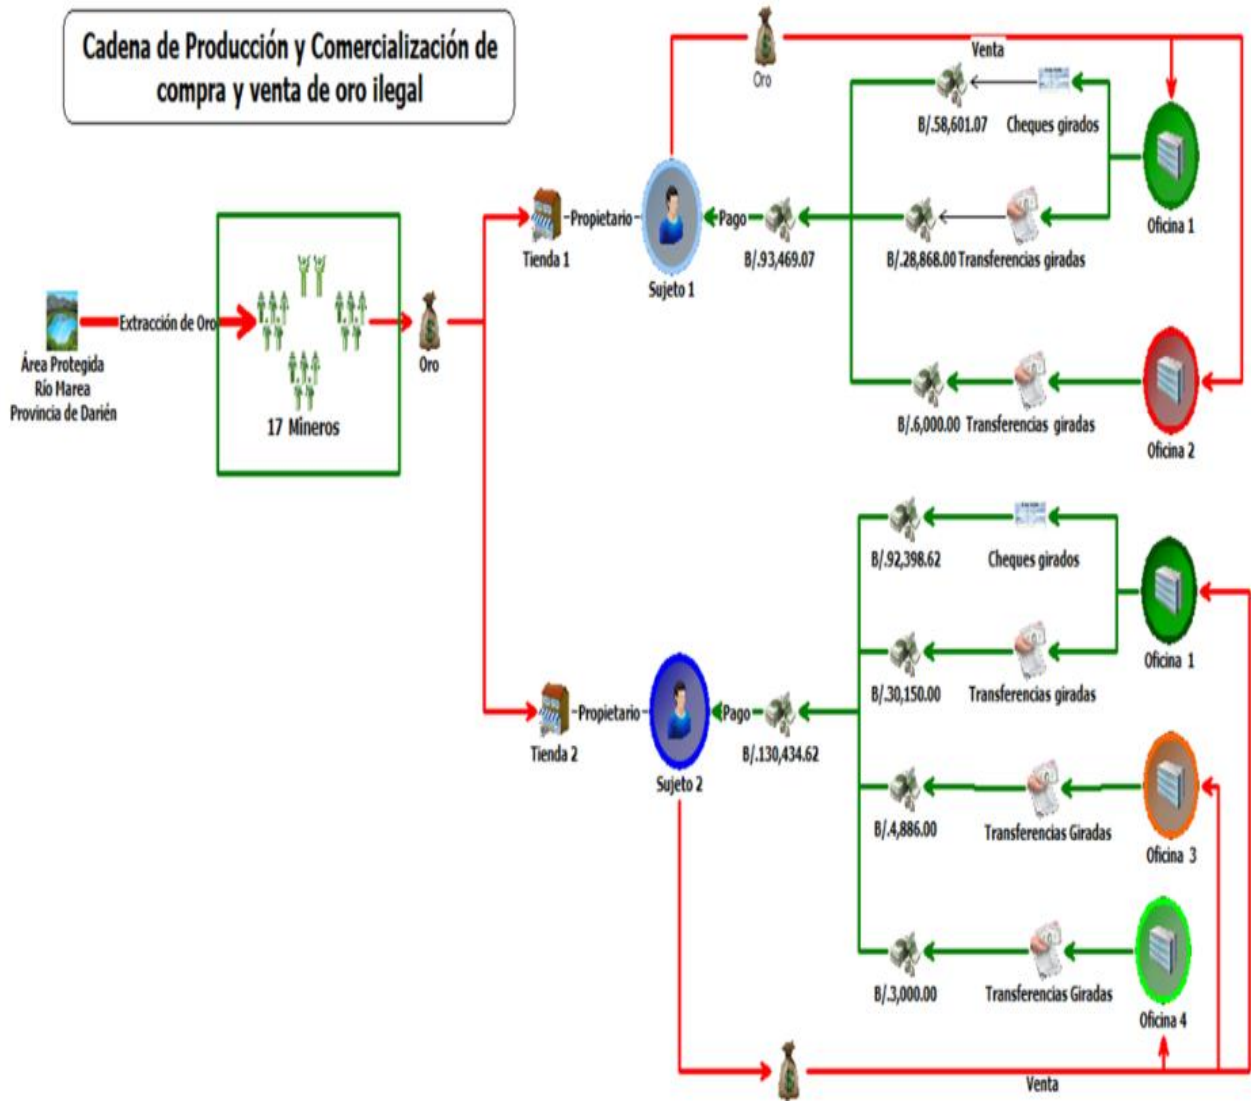 Cadena de Producción y Comercialización de
compra y venta de oro ilegal
Área Protegida
Río Marea
Provincia de Darién
Extracción de Oro
17 Mineros
Oro
Tienda 1
Propietario
Sujeto 1
Pago
B/.93,469.07
Oro
Venta
B/.58,601.07
Cheques girados
B/.28,868.00
Transferencias giradas
Oficina 1
B/.6,000.00
Transferencias giradas
Oficina 2
Tienda 2
Propietario
Sujeto 2
Pago
B/.130,434.62
B/.92,398.62
Cheques girados
B/.30,150.00
Transferencias giradas
Oficina 1
B/.4,886.00
Transferencias Giradas
Oficina 3
B/.3,000.00
Transferencias Giradas
Oficina 4
Venta